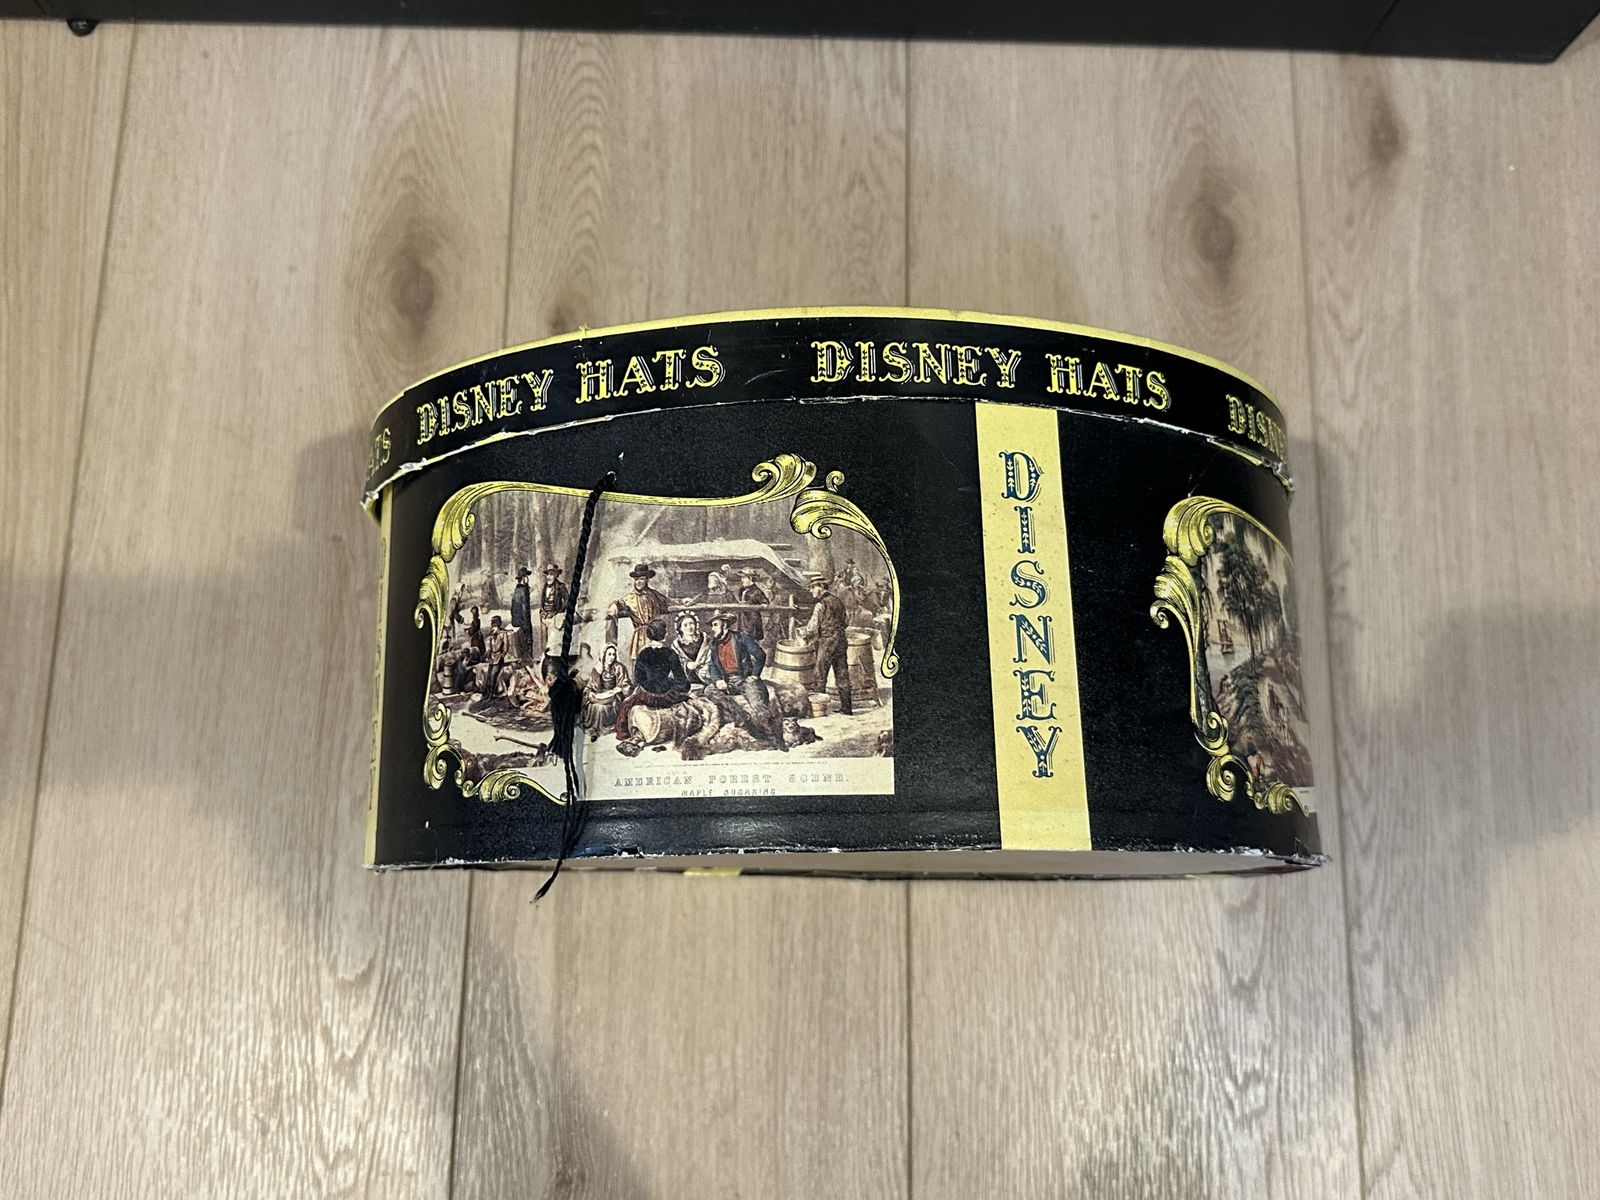 DISNEY HATS DISNEY HATS
DISNEY
AMERICAN FOREST SCENE.
MAPLE SUGARING